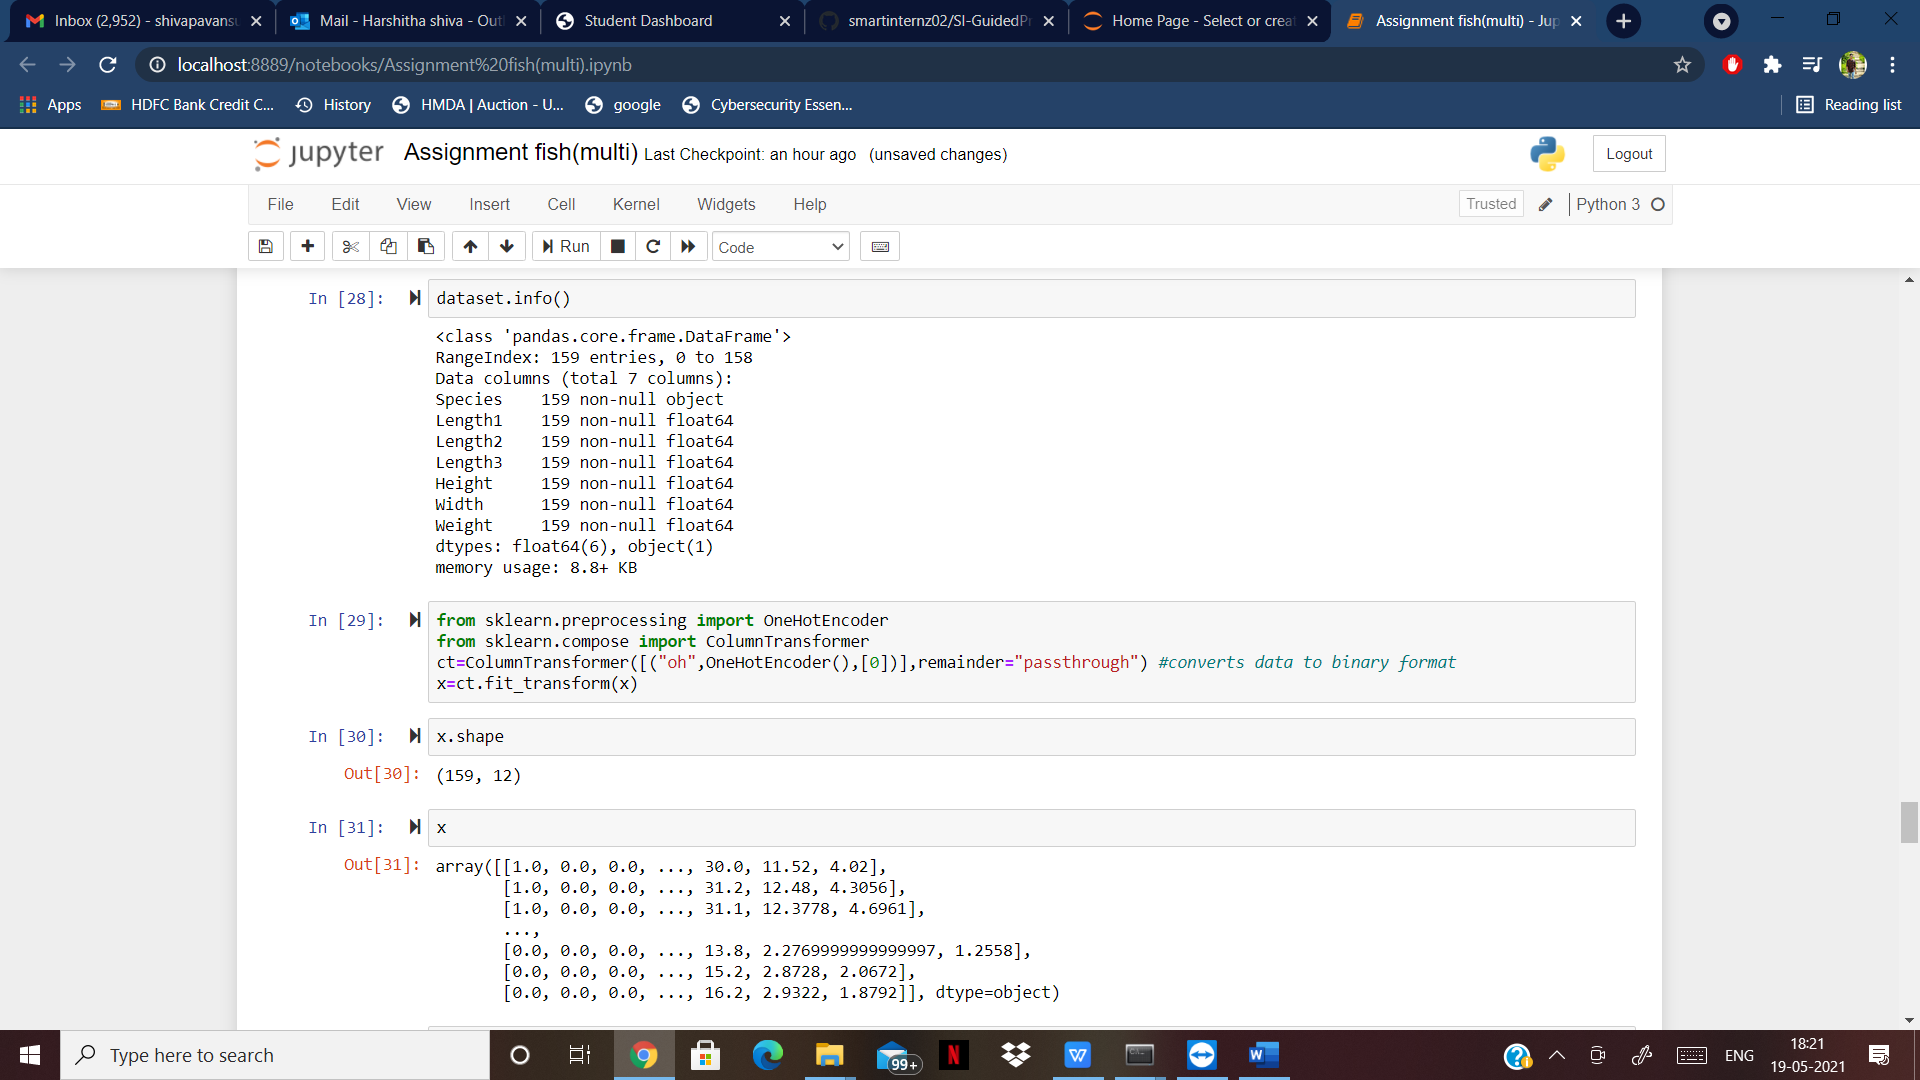 Inbox (2,952) - shivapavansu
Mail - Harshitha shiva - Out
Student Dashboard
smartinternz02/SI-GuidedPr
Home Page - Select or creat
Assignment fish(multi) - Jup
localhost:8889/notebooks/Assignment%20fish(multi).ipynb
Apps
HDFC Bank Credit C...
History
HMDA | Auction - U...
google
Cybersecurity Essen...
Reading list
jupyter Assignment fish(multi) Last Checkpoint: an hour ago (unsaved changes)
Logout
File Edit View Insert Cell Kernel Widgets Help
Trusted
Python 3
Run
Code
In [28]: dataset.info()
<class 'pandas.core.frame.DataFrame'>
RangeIndex: 159 entries, 0 to 158
Data columns (total 7 columns):
Species    159 non-null object
Length1    159 non-null float64
Length2    159 non-null float64
Length3    159 non-null float64
Height     159 non-null float64
Width      159 non-null float64
Weight     159 non-null float64
dtypes: float64(6), object(1)
memory usage: 8.8+ KB
In [29]: from sklearn.preprocessing import OneHotEncoder
from sklearn.compose import ColumnTransformer
ct=ColumnTransformer([("oh",OneHotEncoder(),[0])],remainder="passthrough") #converts data to binary format
x=ct.fit_transform(x)
In [30]: x.shape
Out[30]: (159, 12)
In [31]: x
Out[31]: array([[1.0, 0.0, 0.0, ..., 30.0, 11.52, 4.02],
[1.0, 0.0, 0.0, ..., 31.2, 12.48, 4.3056],
[1.0, 0.0, 0.0, ..., 31.1, 12.3778, 4.6961],
...,
[0.0, 0.0, 0.0, ..., 13.8, 2.2769999999999997, 1.2558],
[0.0, 0.0, 0.0, ..., 15.2, 2.8728, 2.0672],
[0.0, 0.0, 0.0, ..., 16.2, 2.9322, 1.8792]], dtype=object)
Type here to search
99+
N
W
W
ENG
18:21
19-05-2021